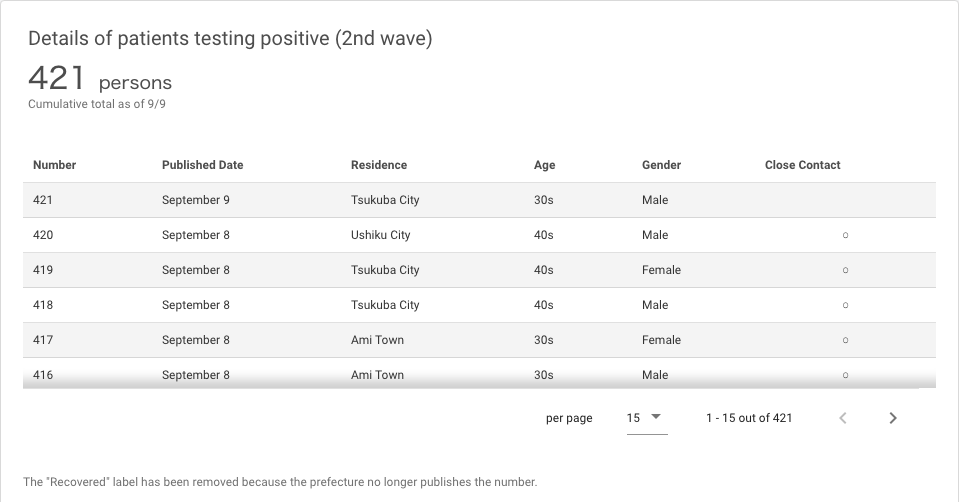 Details of patients testing positive (2nd wave)
421 persons
Cumulative total as of 9/9
Number Published Date Residence Age Gender Close Contact
421 September 9 Tsukuba City 30s Male
420 September 8 Ushiku City 40s Male ○
419 September 8 Tsukuba City 40s Female ○
418 September 8 Tsukuba City 40s Male ○
417 September 8 Ami Town 30s Female ○
416 September 8 Ami Town 30s Male ○
per page 15 1 - 15 out of 421
The "Recovered" label has been removed because the prefecture no longer publishes the number.